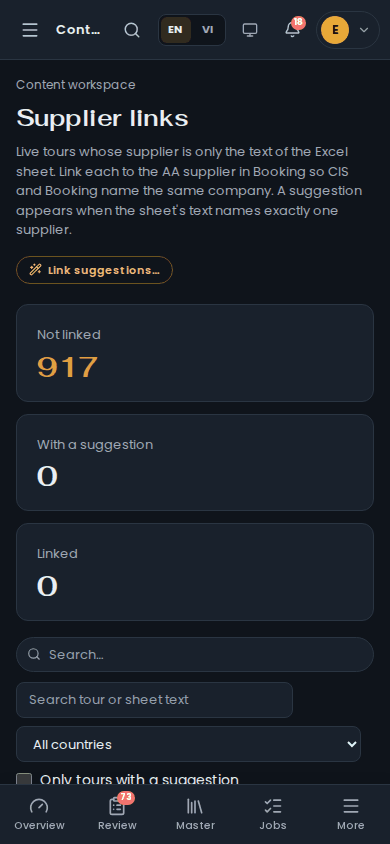 Cont…
EN
VI
18
E
Content workspace
Supplier links
Live tours whose supplier is only the text of the Excel
sheet. Link each to the AA supplier in Booking so CIS
and Booking name the same company. A suggestion
appears when the sheet's text names exactly one
supplier.
Link suggestions…
Not linked
917
With a suggestion
0
Linked
0
Search…
Search tour or sheet text
All countries
Only tours with a suggestion
73
Overview
Review
Master
Jobs
More